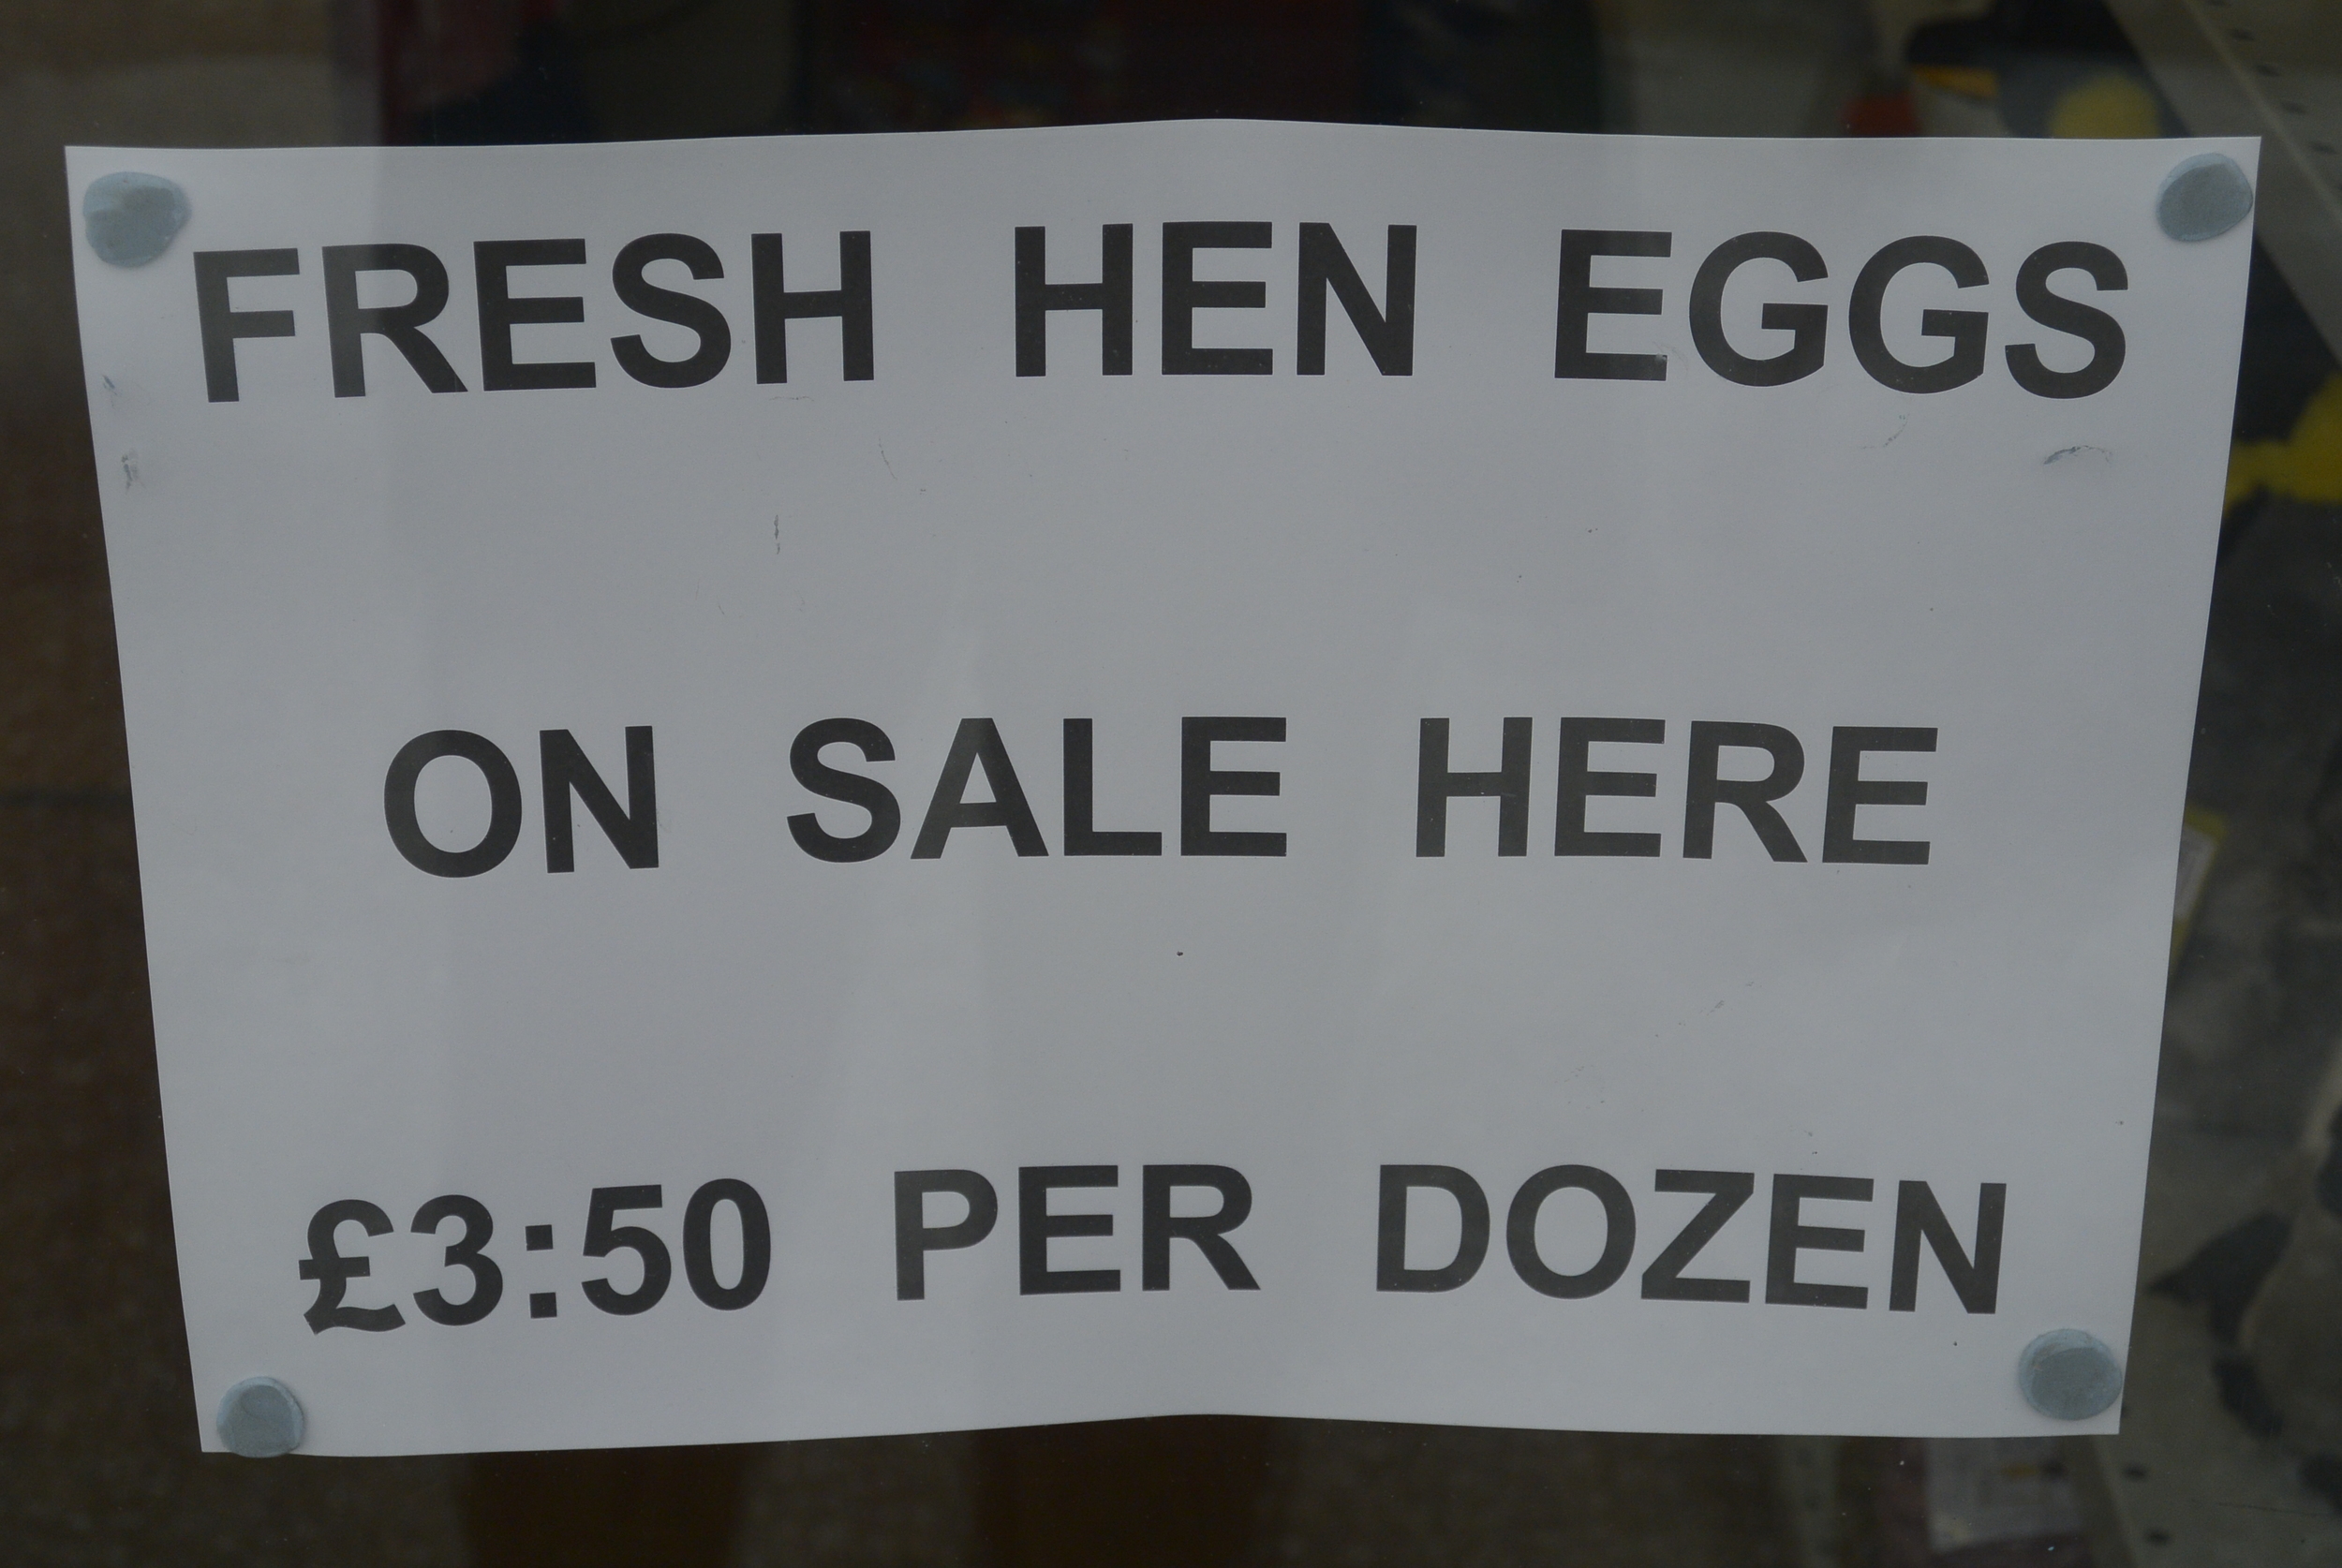 FRESH HEN EGGS
ON SALE HERE
£3:50 PER DOZEN